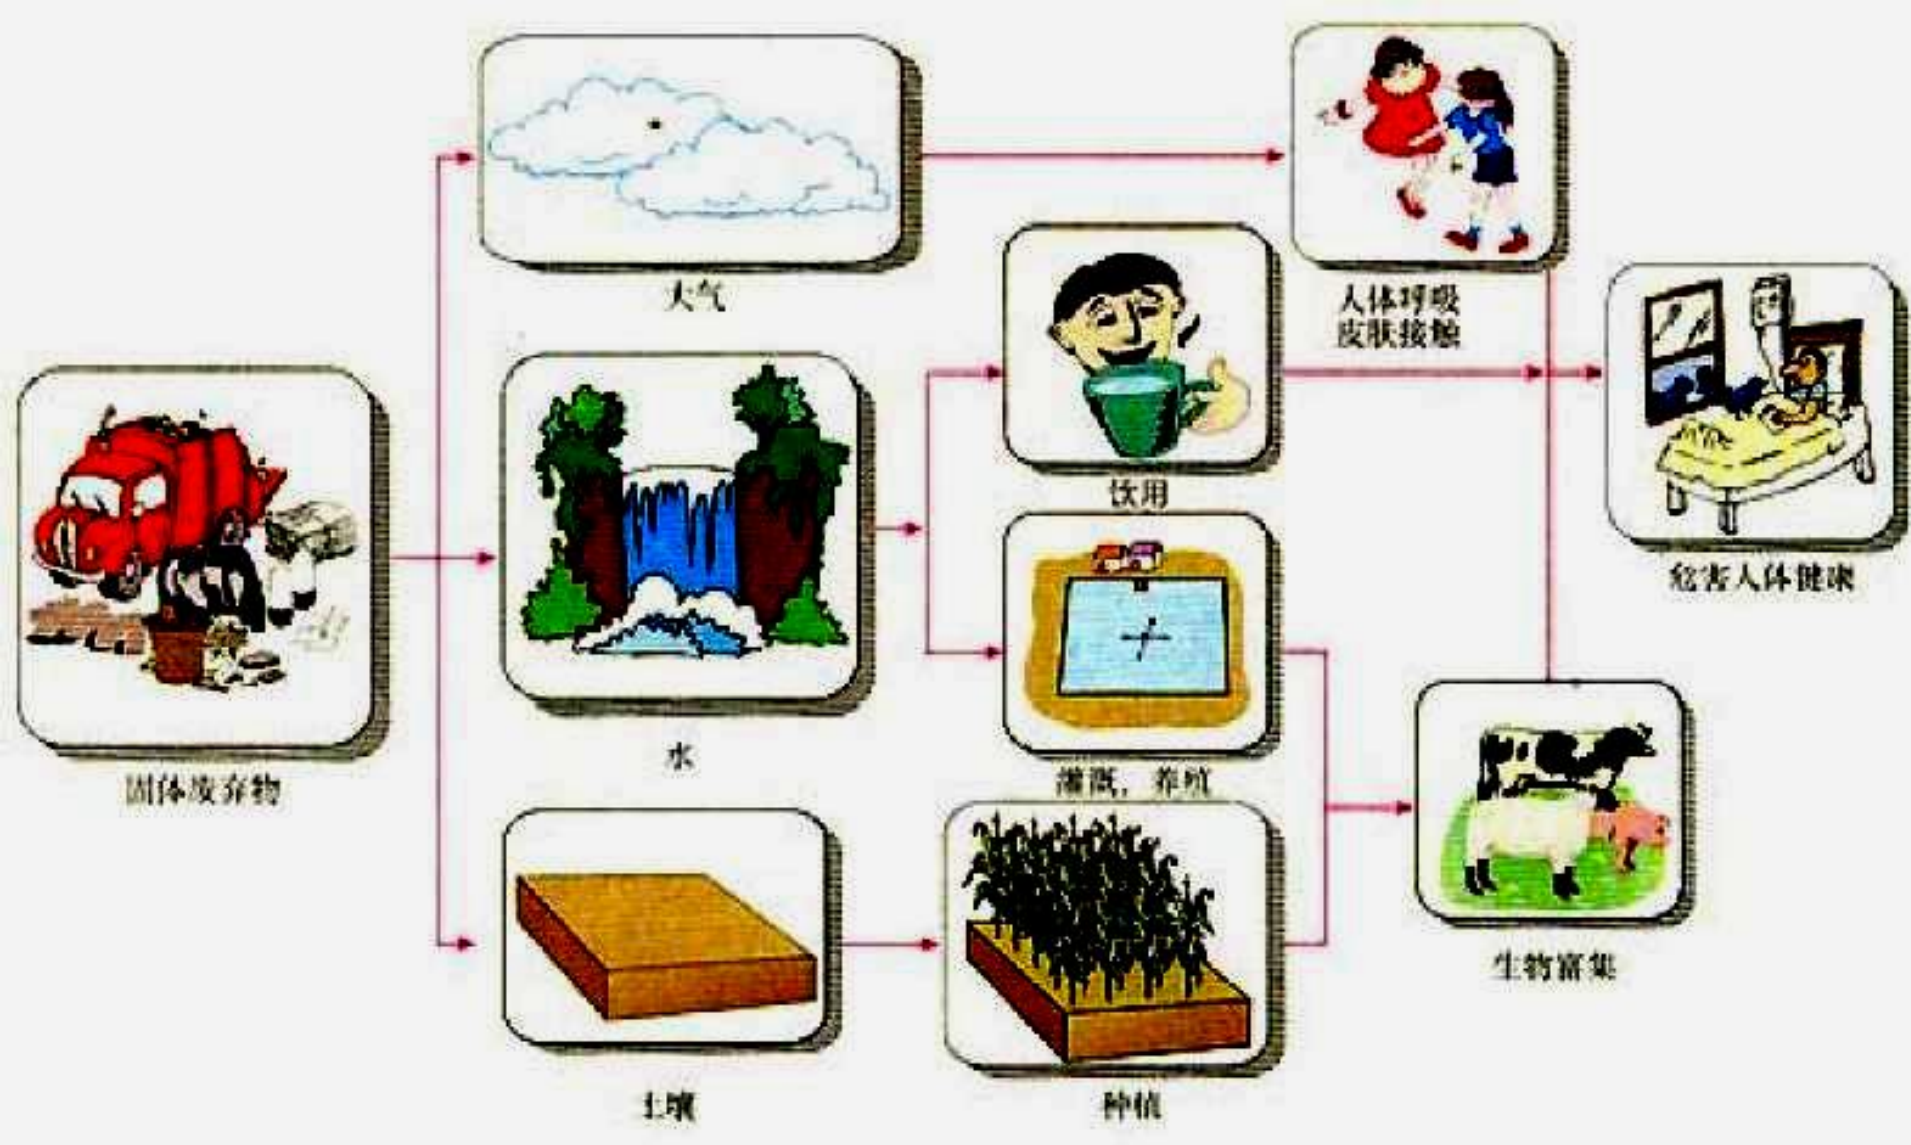 大气
人体呼吸
皮肤接触
饮用
危害人体健康
固体废弃物
水
灌溉，养殖
生物富集
土壤
种植